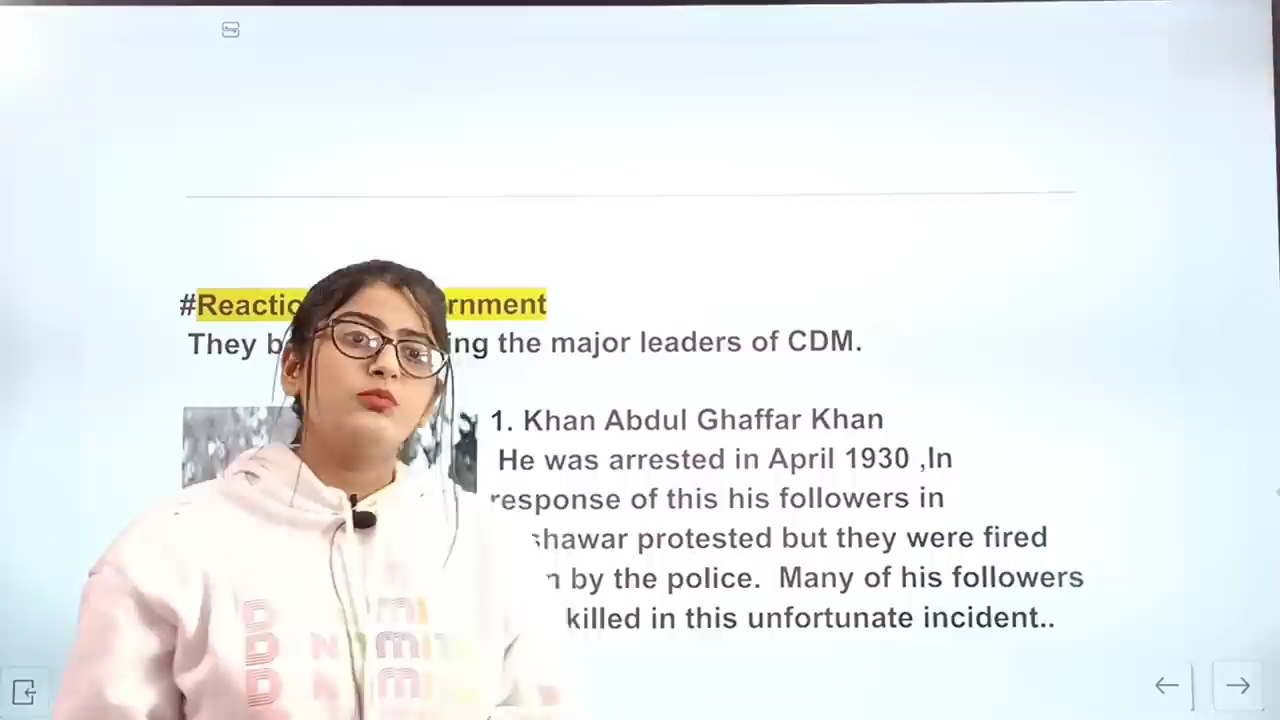 #Reactio rnment
They b ing the major leaders of CDM.
1. Khan Abdul Ghaffar Khan
He was arrested in April 1930 ,In
response of this his followers in
shawar protested but they were fired
n by the police. Many of his followers
killed in this unfortunate incident..